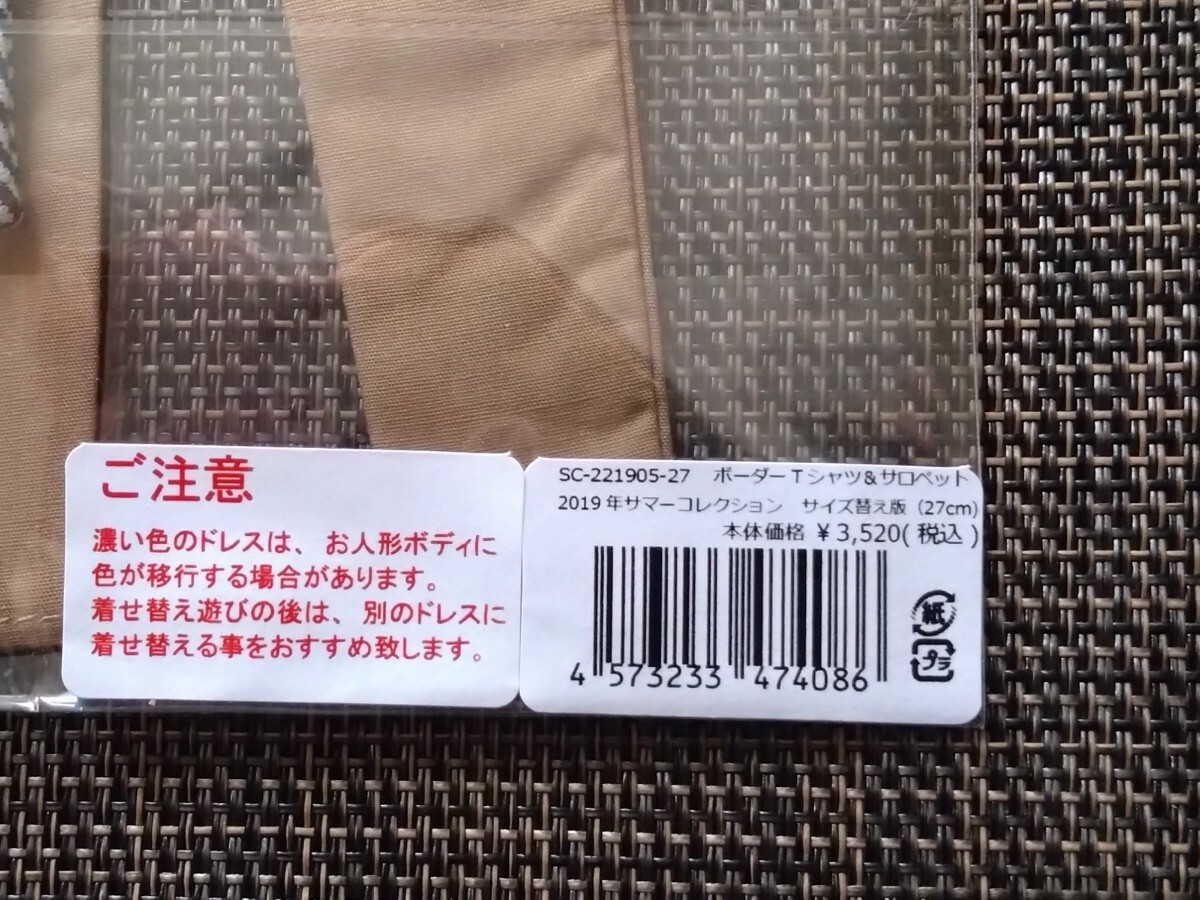 ご注意
濃い色のドレスは、お人形ボディに
色が移行する場合があります。
着せ替え遊びの後は、別のドレスに
着せ替える事をおすすめ致します。
SC-221905-27 ボーダーTシャツ&サロペット
2019年サマーコレクション サイズ替え版（27cm)
本体価格 ¥3,520(税込)
4 573233 474086
紙
プラ